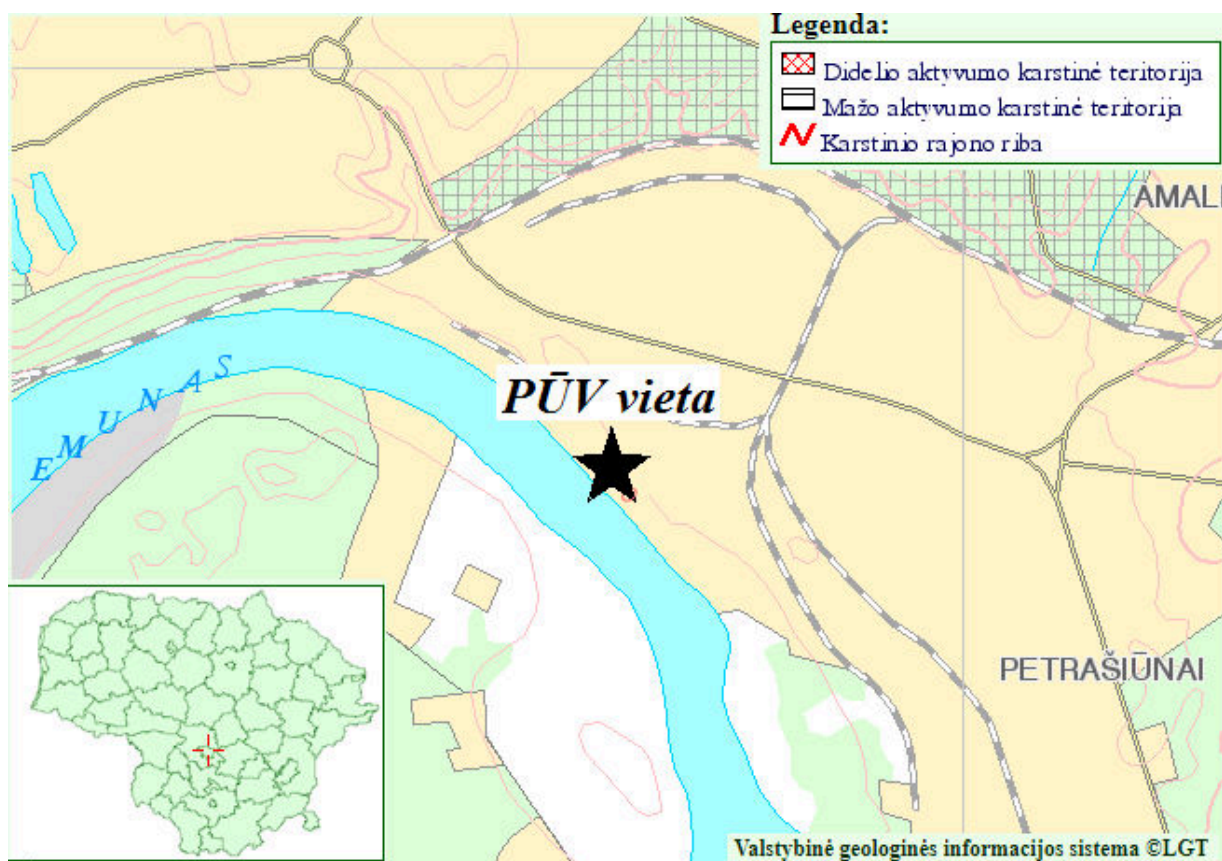 Legenda:
Didelio aktyvumo karstinė teritorija
Mažo aktyvumo karstinė teritorija
Karstinio rajono riba
AMALI
EMUNAS
PŪV vieta
PETRAŠIŪNAI
Valstybinė geologinės informacijos sistema ©LGT